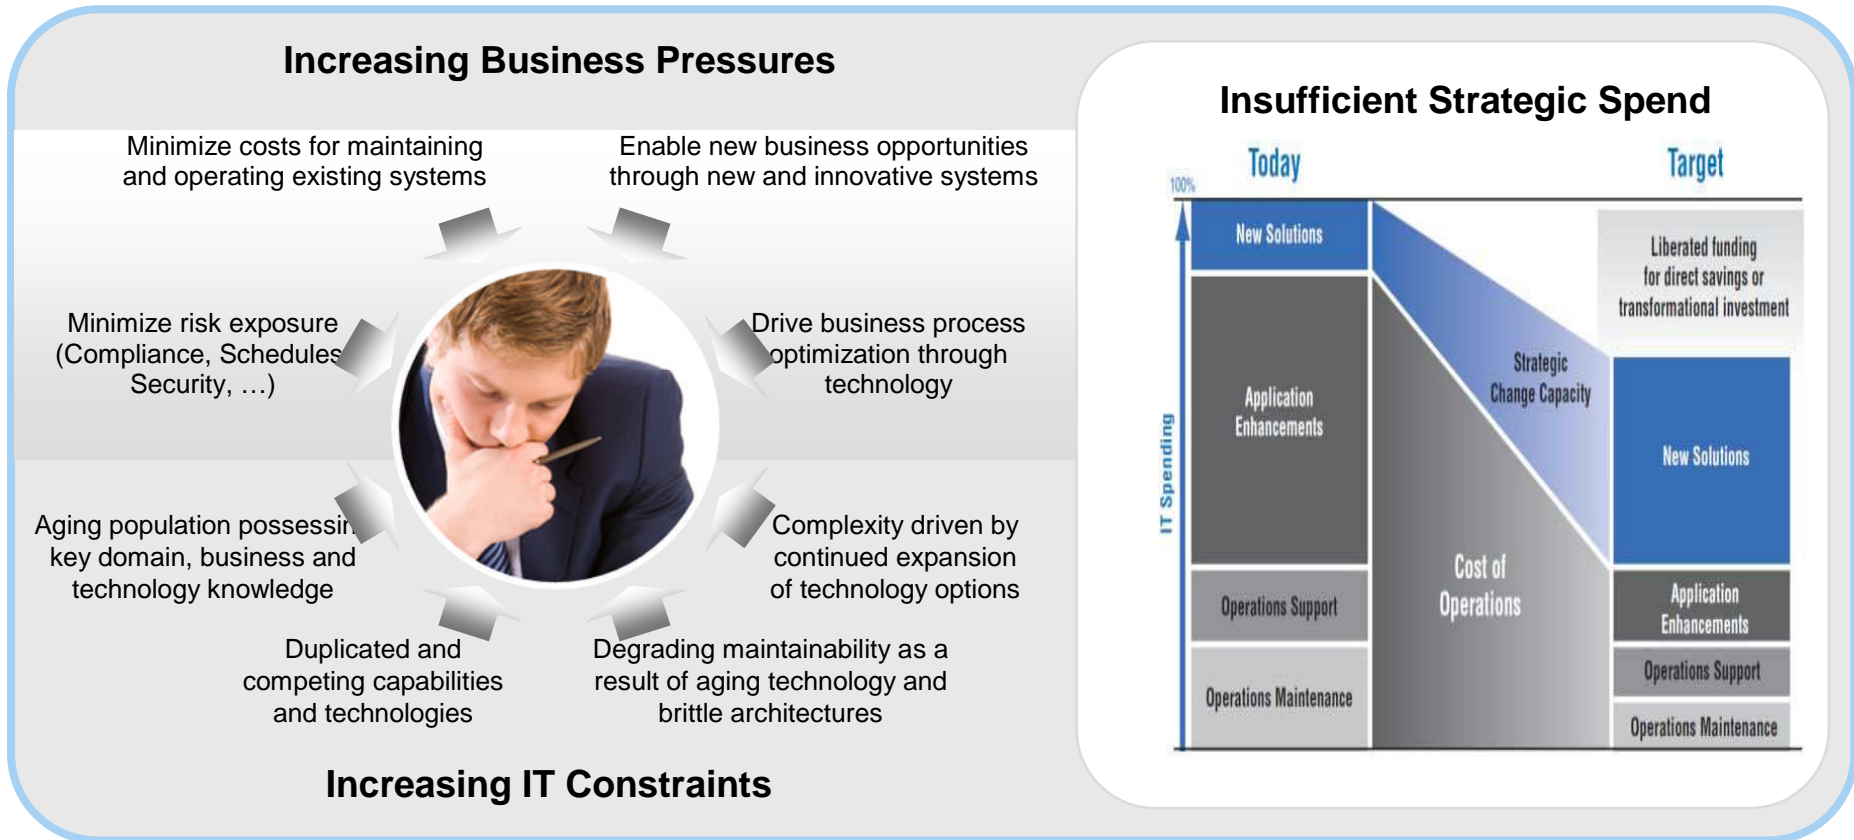 Increasing Business Pressures
Minimize costs for maintaining
and operating existing systems
Enable new business opportunities
through new and innovative systems
Minimize risk exposure
(Compliance, Schedules
Security, …)
Drive business process
optimization through
technology
Aging population possessin
key domain, business and
technology knowledge
Complexity driven by
continued expansion
of technology options
Duplicated and
competing capabilities
and technologies
Degrading maintainability as a
result of aging technology and
brittle architectures
Increasing IT Constraints
Insufficient Strategic Spend
Today
Target
100%
IT Spending
New Solutions
Application
Enhancements
Operations Support
Operations Maintenance
Strategic
Change Capacity
Cost of
Operations
Liberated funding
for direct savings or
transformational investment
New Solutions
Application
Enhancements
Operations Support
Operations Maintenance